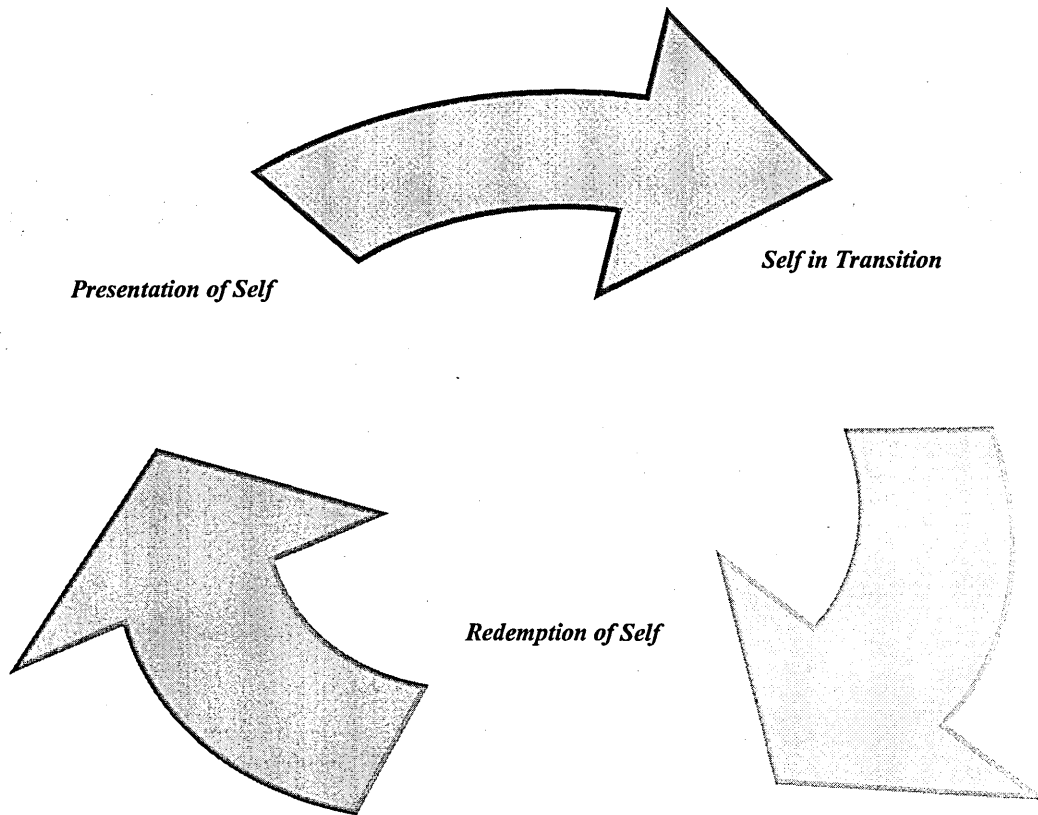 Self in Transition
Presentation of Self
Redemption of Self